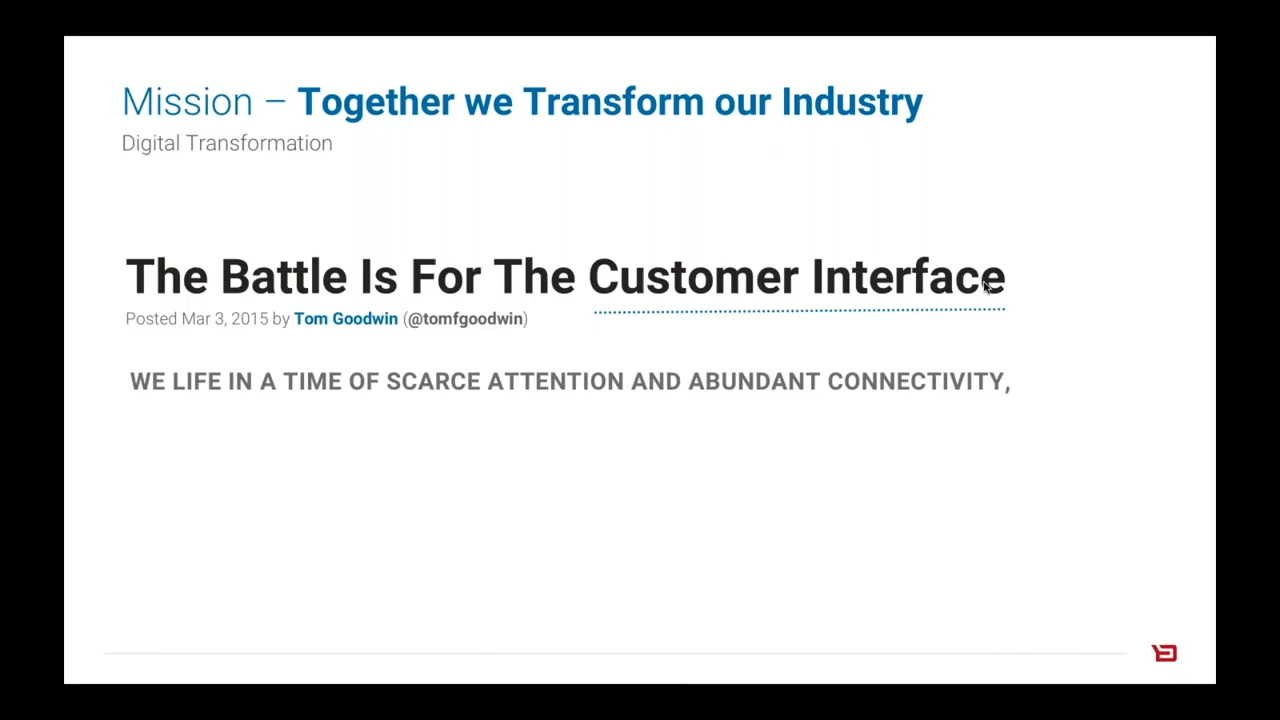 Mission – Together we Transform our Industry
Digital Transformation
The Battle Is For The Customer Interface
Posted Mar 3, 2015 by Tom Goodwin (@tomfgoodwin)
WE LIFE IN A TIME OF SCARCE ATTENTION AND ABUNDANT CONNECTIVITY,